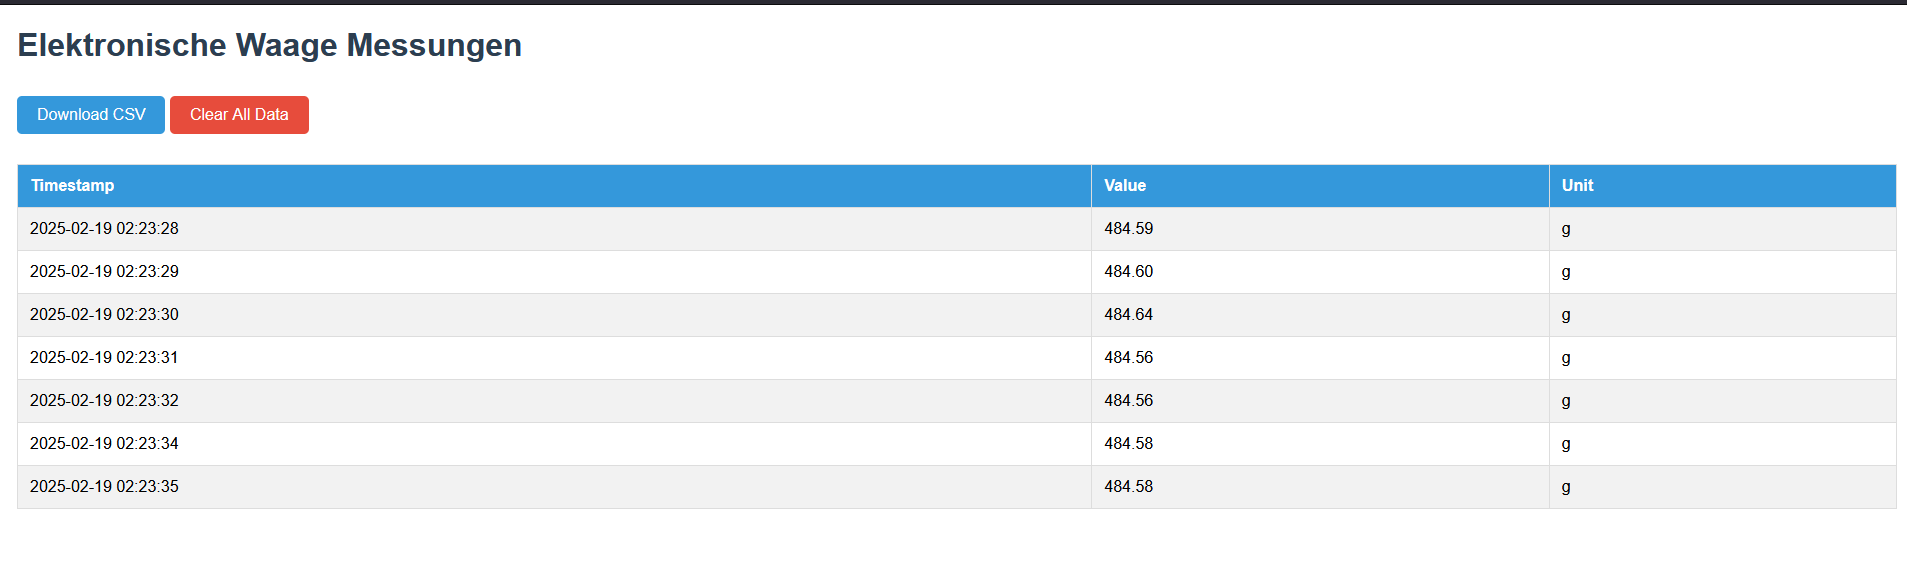 Elektronische Waage Messungen
Download CSV Clear All Data
Timestamp Value Unit
2025-02-19 02:23:28 484.59 g
2025-02-19 02:23:29 484.60 g
2025-02-19 02:23:30 484.64 g
2025-02-19 02:23:31 484.56 g
2025-02-19 02:23:32 484.56 g
2025-02-19 02:23:34 484.58 g
2025-02-19 02:23:35 484.58 g